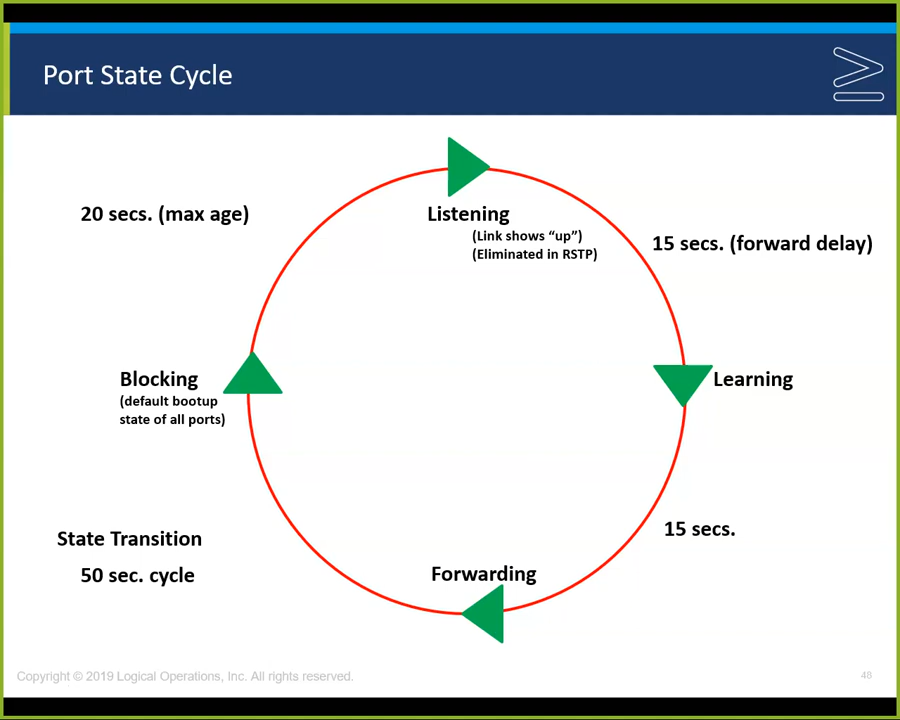 Port State Cycle
20 secs. (max age)
Listening
(Link shows “up”)
(Eliminated in RSTP)
15 secs. (forward delay)
Blocking
(default bootup
state of all ports)
Learning
15 secs.
State Transition
50 sec. cycle
Forwarding
Copyright © 2019 Logical Operations, Inc. All rights reserved.
48